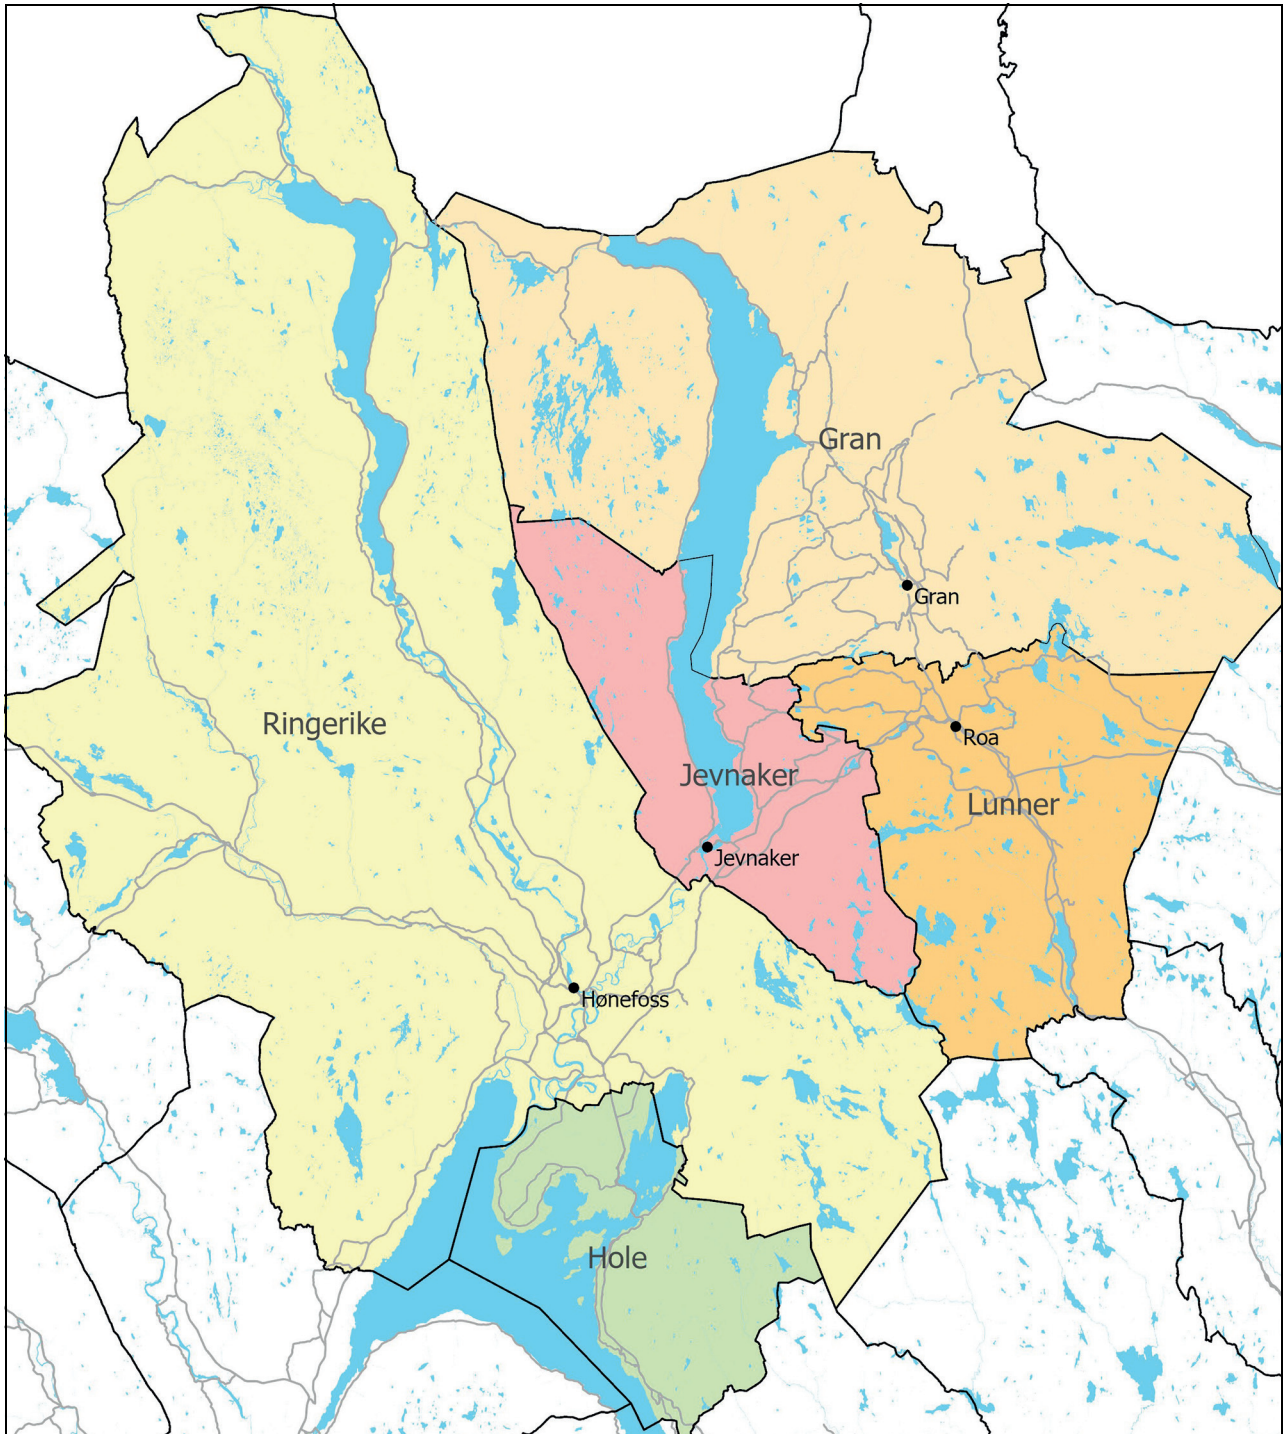 Gran
Gran
Ringerike
Roa
Jevnaker
Lunner
Jevnaker
Hønefoss
Hole